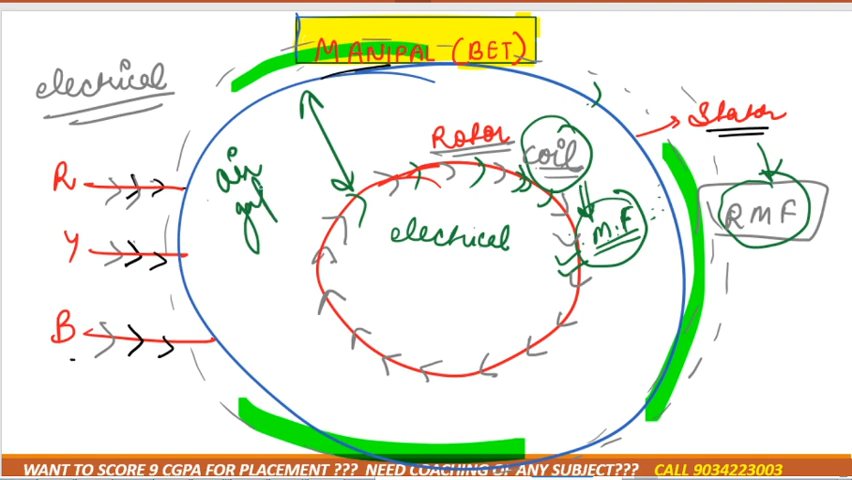 MANIPAL (BET)
electrical
Stator
Rotor
coil
R
air
gap
RMF
M.F
electrical
Y
B
WANT TO SCORE 9 CGPA FOR PLACEMENT ??? NEED COACHING OF ANY SUBJECT??? CALL 9034223003